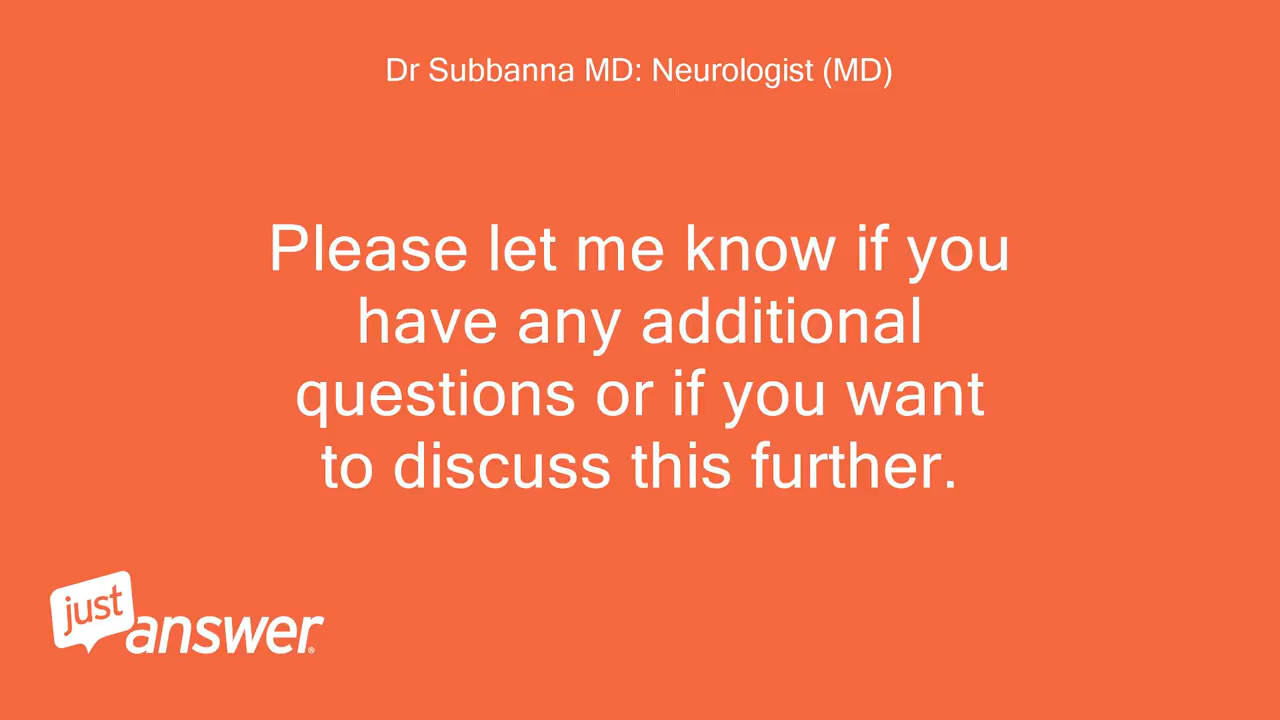 Dr Subbanna MD: Neurologist (MD)
Please let me know if you
have any additional
questions or if you want
to discuss this further.
just
answer®